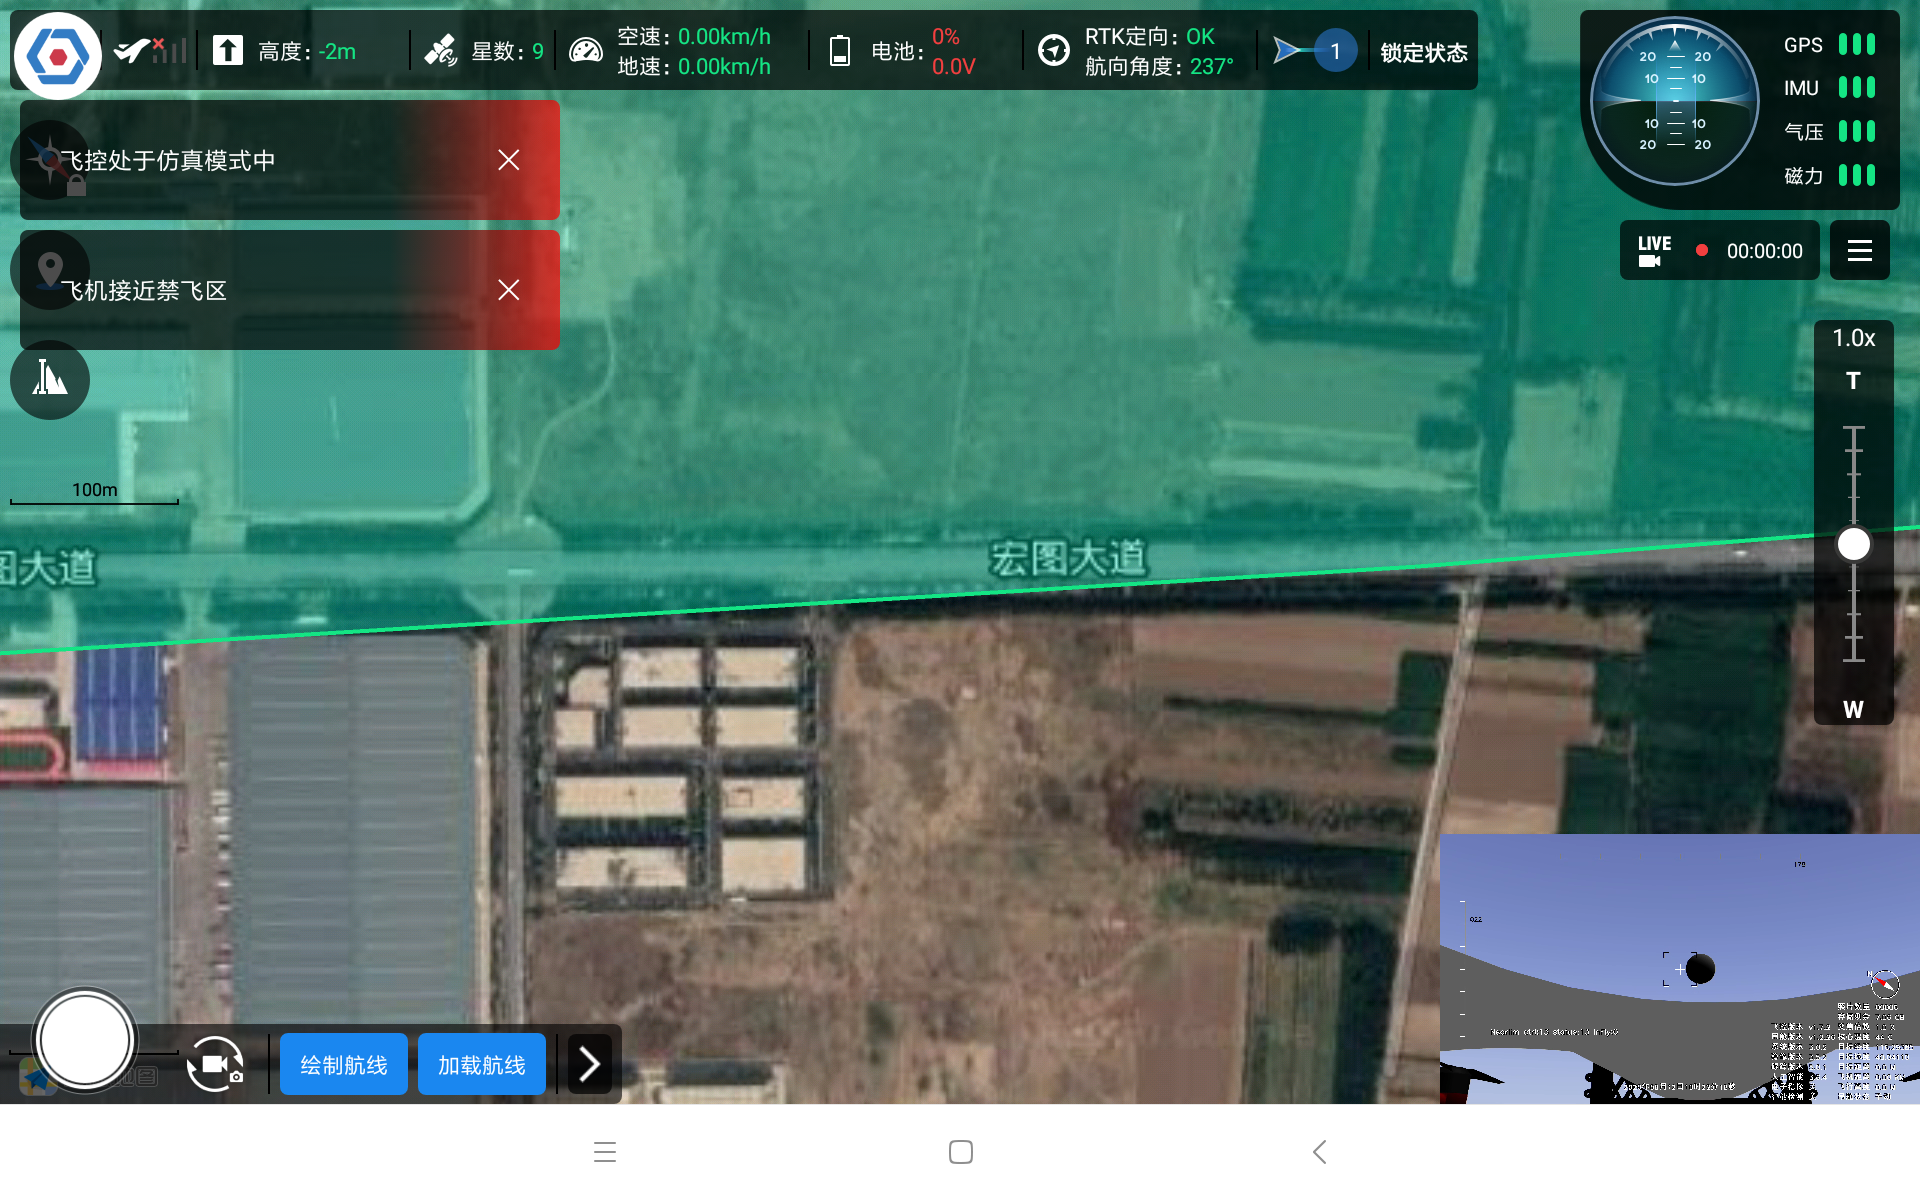 高度: -2m
星数: 9
空速: 0.00km/h
地速: 0.00km/h
电池: 0%
0.0V
RTK定向: OK
航向角度: 237°
1
锁定状态
20 20
10 10
10 10
20 20
GPS
IMU
气压
磁力
飞控处于仿真模式中
飞机接近禁飞区
LIVE
00:00:00
1.0x
T
W
100m
图大道
宏图大道
绘制航线
加载航线
022